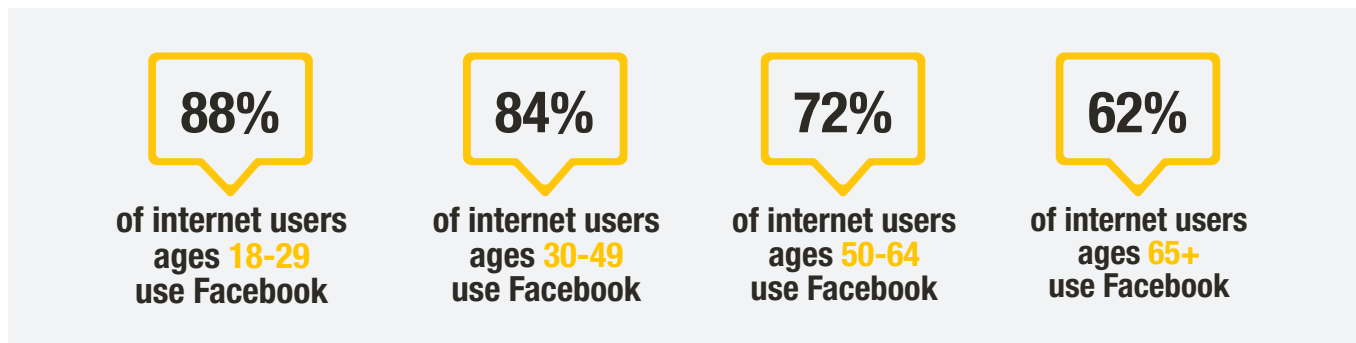 88%
of internet users
ages 18-29
use Facebook
84%
of internet users
ages 30-49
use Facebook
72%
of internet users
ages 50-64
use Facebook
62%
of internet users
ages 65+
use Facebook